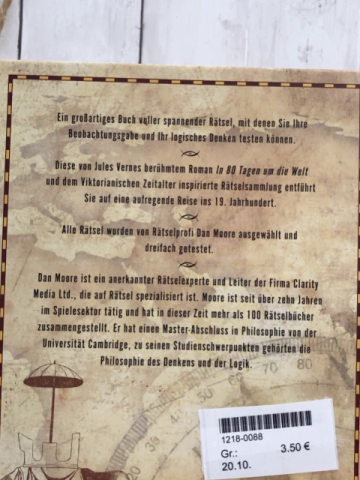 Ein großartiges Buch voller spannender Rätsel, mit denen Sie Ihre
Beobachtungsgabe und Ihr logisches Denken testen können.
Diese von Jules Vernes berühmtem Roman In 80 Tagen um die Welt
und dem Viktorianischen Zeitalter inspirierte Rätselsammlung entführt
Sie auf eine aufregende Reise ins 19. Jahrhundert.
Alle Rätsel wurden von Rätselprofi Dan Moore ausgewählt und
dreifach getestet.
Dan Moore ist ein anerkannter Rätselexperte und Leiter der Firma Clarity
Media Ltd., die auf Rätsel spezialisiert ist. Moore ist seit über zehn Jahren
im Spielesektor tätig und hat in dieser Zeit mehr als 100 Rätselbücher
zusammengestellt. Er hat einen Master-Abschluss in Philosophie von der
Universität Cambridge, zu seinen Studienschwerpunkten gehörten die
Philosophie des Denkens und der Logik.
70 80
1218-0088
Gr.: 3.50 €
20.10.